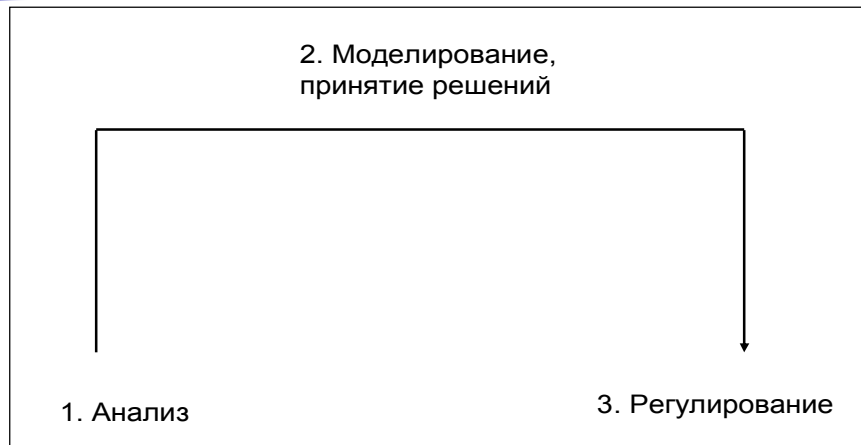 2. Моделирование,
принятие решений
1. Анализ
3. Регулирование